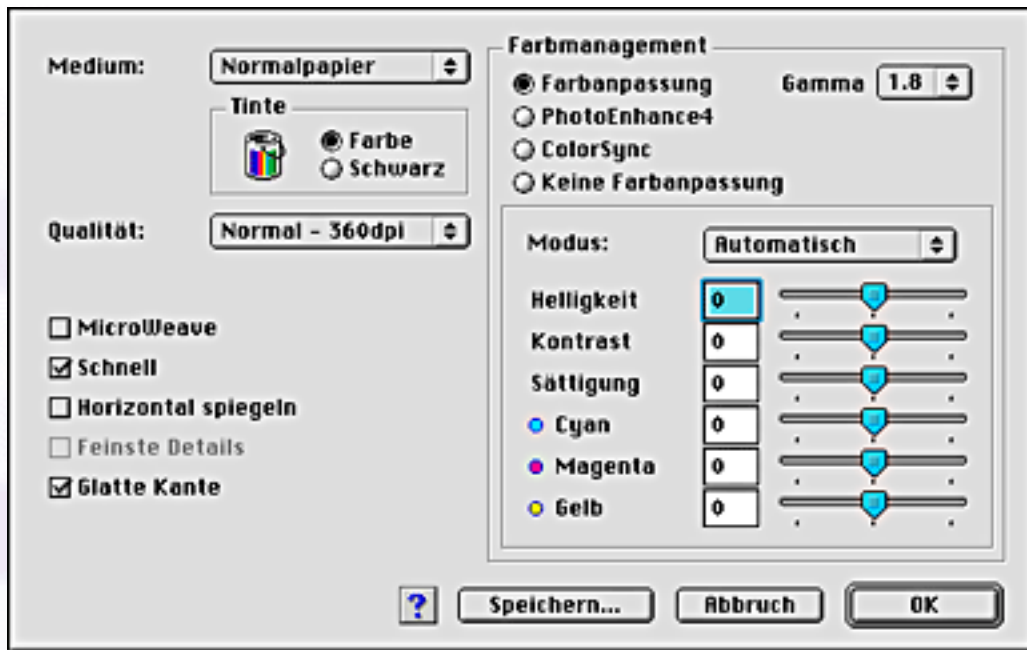 Medium:
Normalpapier
Tinte
Farbe
Schwarz
Qualität:
Normal - 360dpi
MicroWeave
Schnell
Horizontal spiegeln
Feinste Details
Glatte Kante
Farbmanagement
Farbanpassung
Gamma 1.8
PhotoEnhance4
ColorSync
Keine Farbanpassung
Modus:
Automatisch
Helligkeit 0
Kontrast 0
Sättigung 0
Cyan 0
Magenta 0
Gelb 0
?
Speichern...
Abbruch
OK